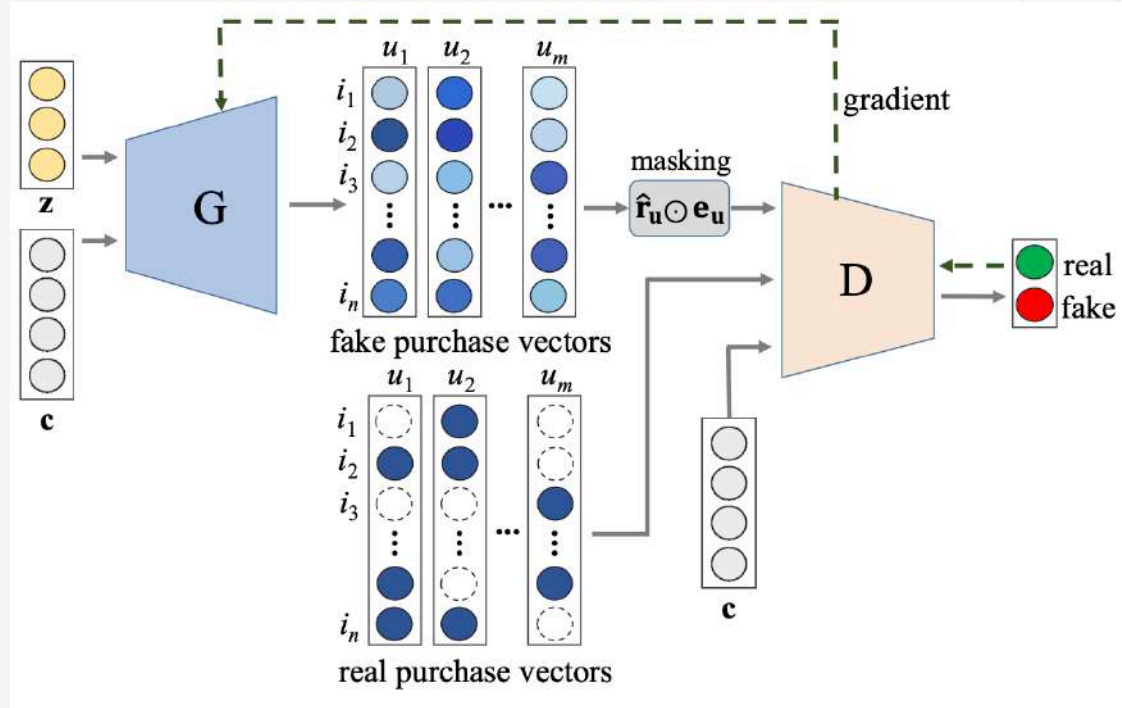 u₁ u₂ uₘ
i₁
i₂
i₃
iₙ
z
c
G
fake purchase vectors
masking
r̂ᵤ⊙eᵤ
gradient
D
real
fake
u₁ u₂ uₘ
i₁
i₂
i₃
iₙ
real purchase vectors
c